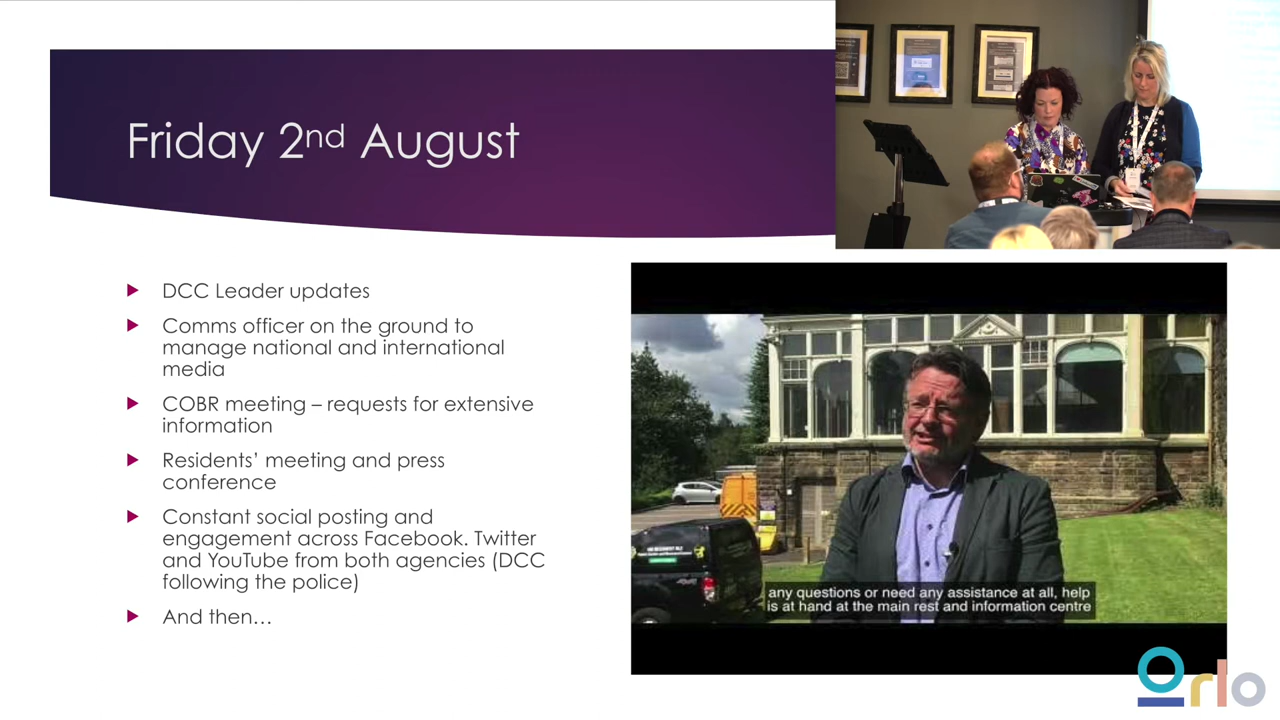 Friday 2nd August
DCC Leader updates
Comms officer on the ground to
manage national and international
media
COBR meeting – requests for extensive
information
Residents’ meeting and press
conference
Constant social posting and
engagement across Facebook. Twitter
and YouTube from both agencies (DCC
following the police)
And then…
any questions or need any assistance at all, help
is at hand at the main rest and information centre
orlo